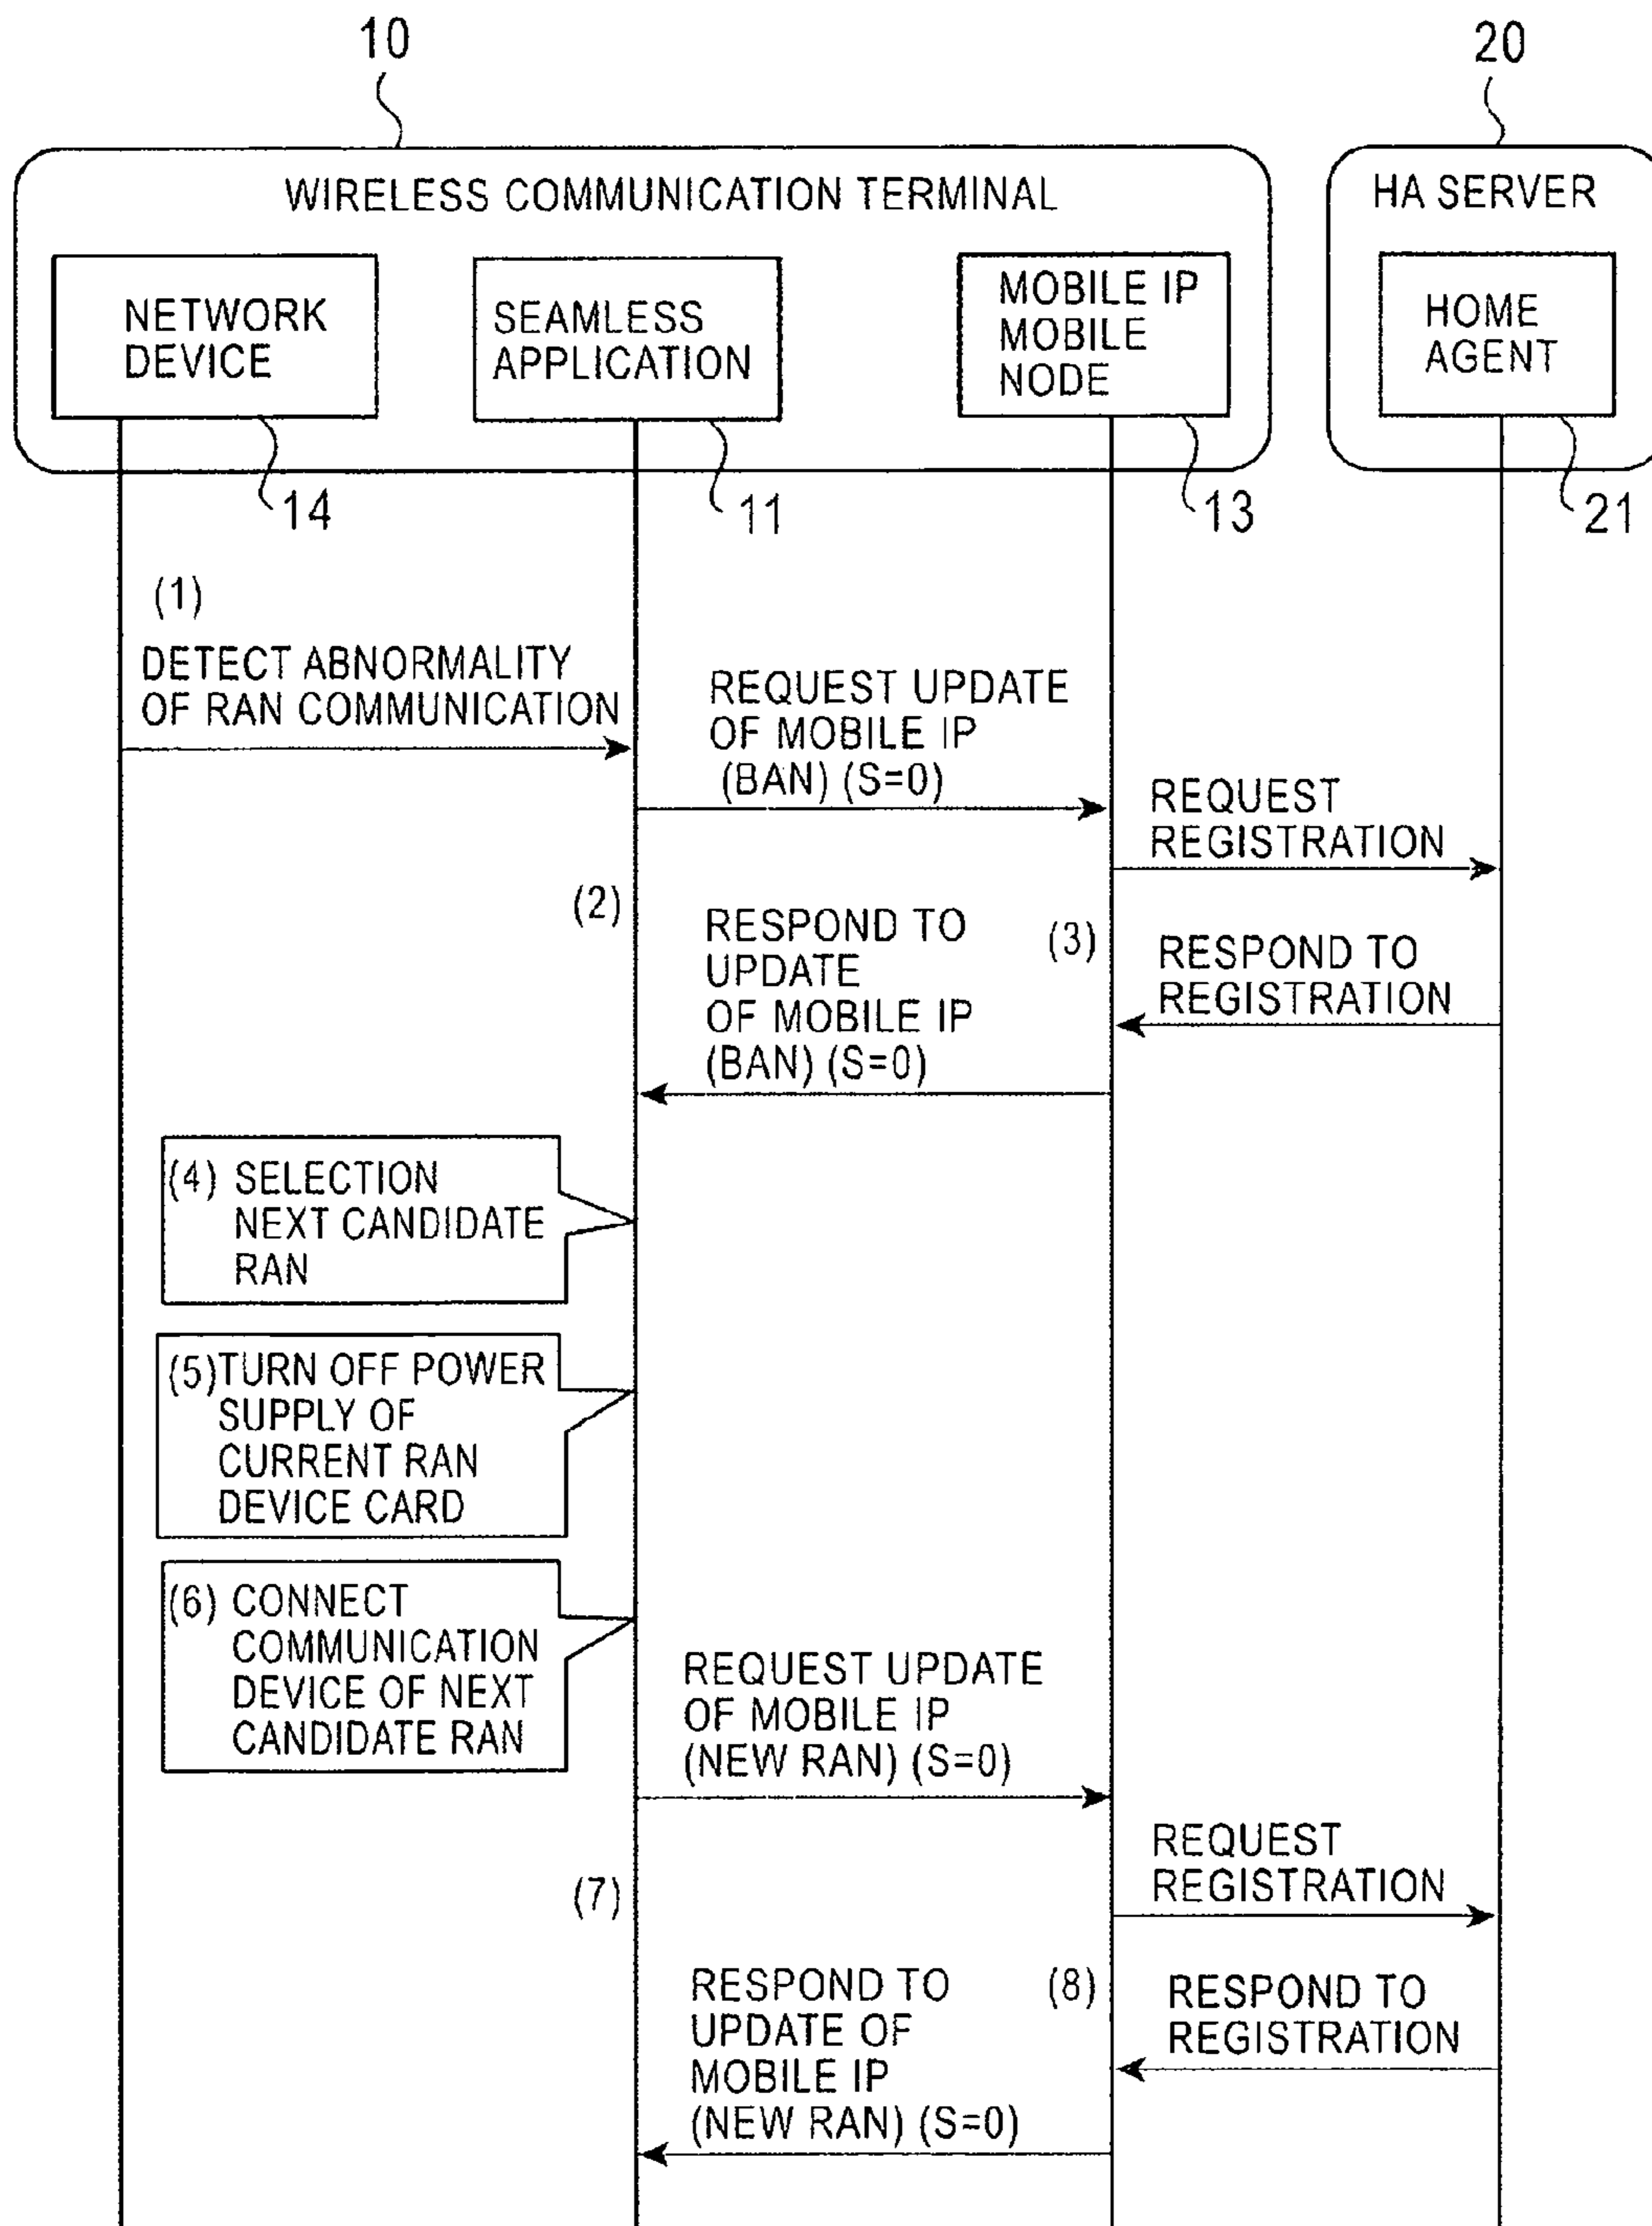 10
20
WIRELESS COMMUNICATION TERMINAL
HA SERVER
NETWORK
DEVICE
SEAMLESS
APPLICATION
MOBILE IP
MOBILE
NODE
HOME
AGENT
14
11
13
21
(1)
DETECT ABNORMALITY
OF RAN COMMUNICATION
REQUEST UPDATE
OF MOBILE IP
(BAN) (S=0)
REQUEST
REGISTRATION
(2)
RESPOND TO
UPDATE
OF MOBILE IP
(BAN) (S=0)
(3)
RESPOND TO
REGISTRATION
(4) SELECTION
NEXT CANDIDATE
RAN
(5) TURN OFF POWER
SUPPLY OF
CURRENT RAN
DEVICE CARD
(6) CONNECT
COMMUNICATION
DEVICE OF NEXT
CANDIDATE RAN
REQUEST UPDATE
OF MOBILE IP
(NEW RAN) (S=0)
REQUEST
REGISTRATION
(7)
RESPOND TO
UPDATE OF
MOBILE IP
(NEW RAN) (S=0)
(8)
RESPOND TO
REGISTRATION